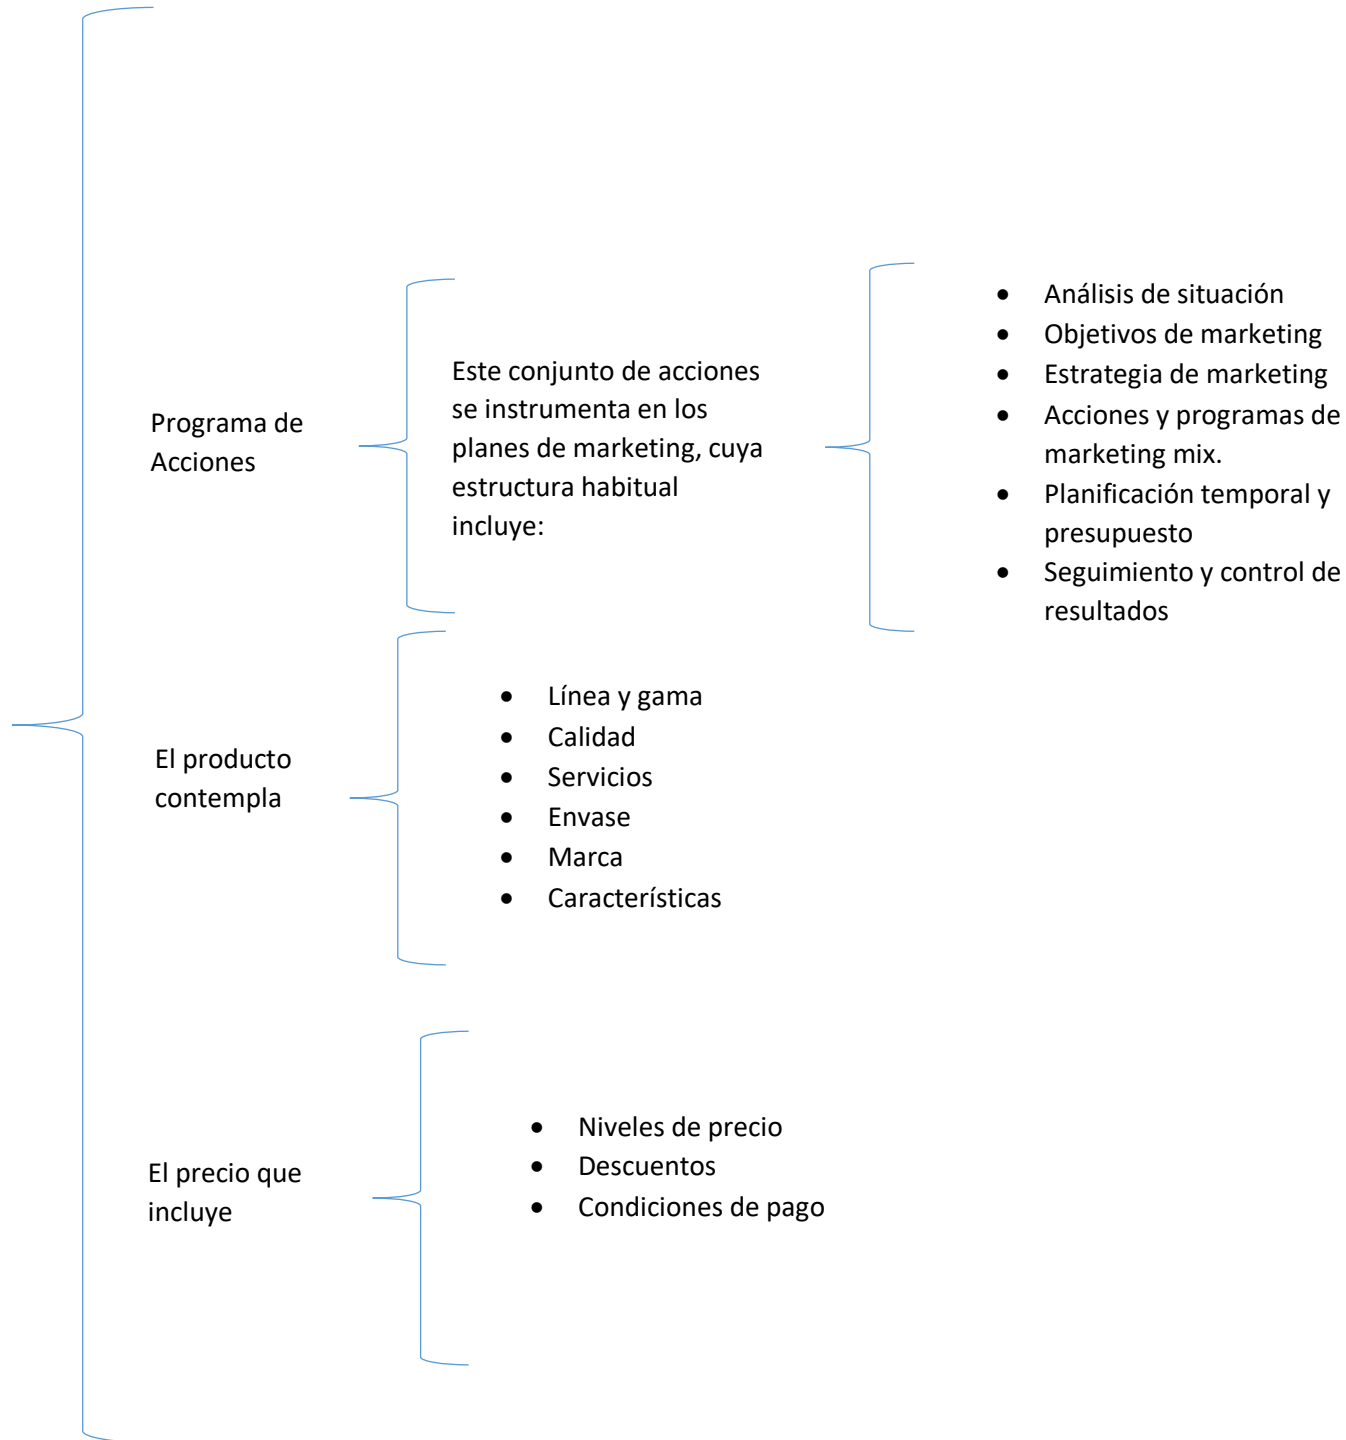 Programa de
Acciones
Este conjunto de acciones
se instrumenta en los
planes de marketing, cuya
estructura habitual
incluye:
• Análisis de situación
• Objetivos de marketing
• Estrategia de marketing
• Acciones y programas de
marketing mix.
• Planificación temporal y
presupuesto
• Seguimiento y control de
resultados
El producto
contempla
• Línea y gama
• Calidad
• Servicios
• Envase
• Marca
• Característicás
El precio que
incluye
• Niveles de precio
• Descuentos
• Condiciones de pago